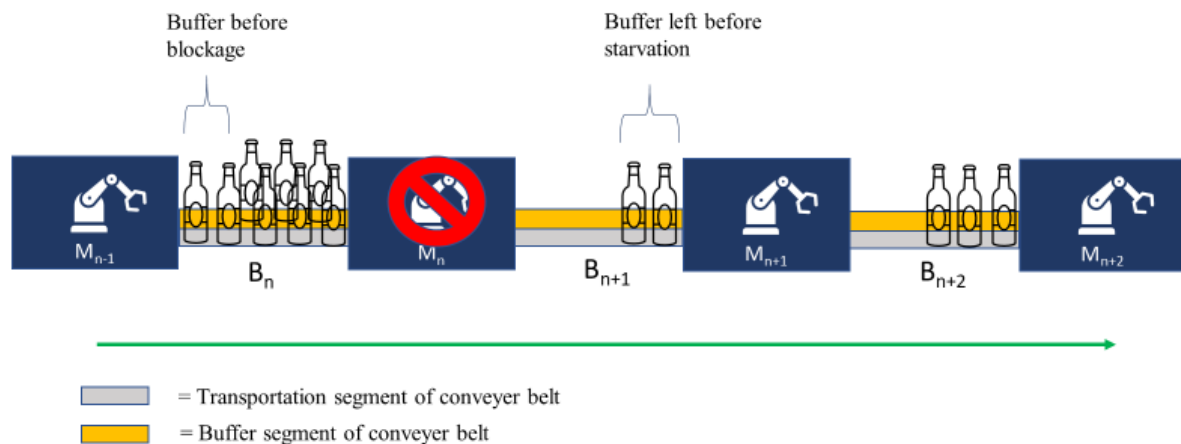 Buffer before
blockage
Buffer left before
starvation
Mn-1
Mn
Mn+1
Mn+2
Bn
Bn+1
Bn+2
= Transportation segment of conveyer belt
= Buffer segment of conveyer belt